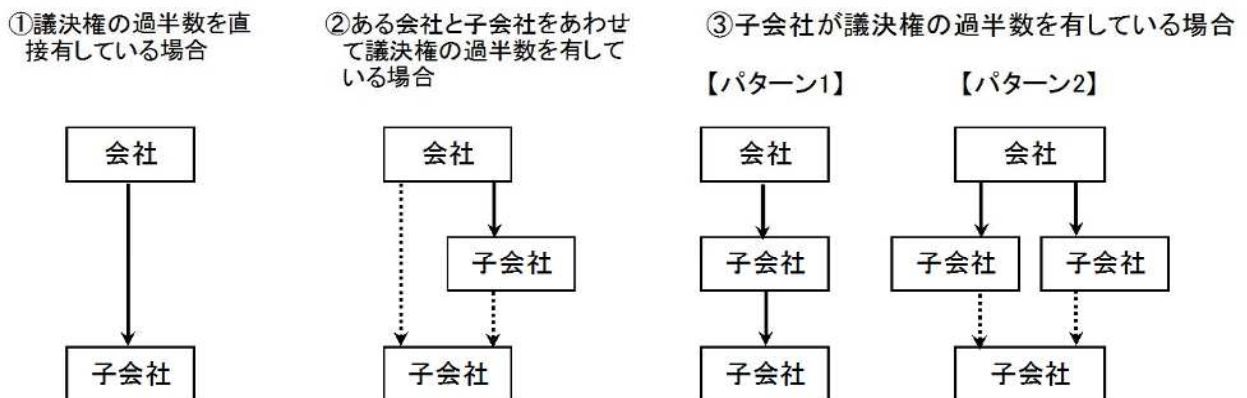 ①議決権の過半数を直
接有している場合
②ある会社と子会社をあわせ
て議決権の過半数を有して
いる場合
③子会社が議決権の過半数を有している場合
【パターン1】
【パターン2】
会社
子会社
会社
子会社
子会社
会社
子会社
子会社
会社
子会社
子会社
子会社